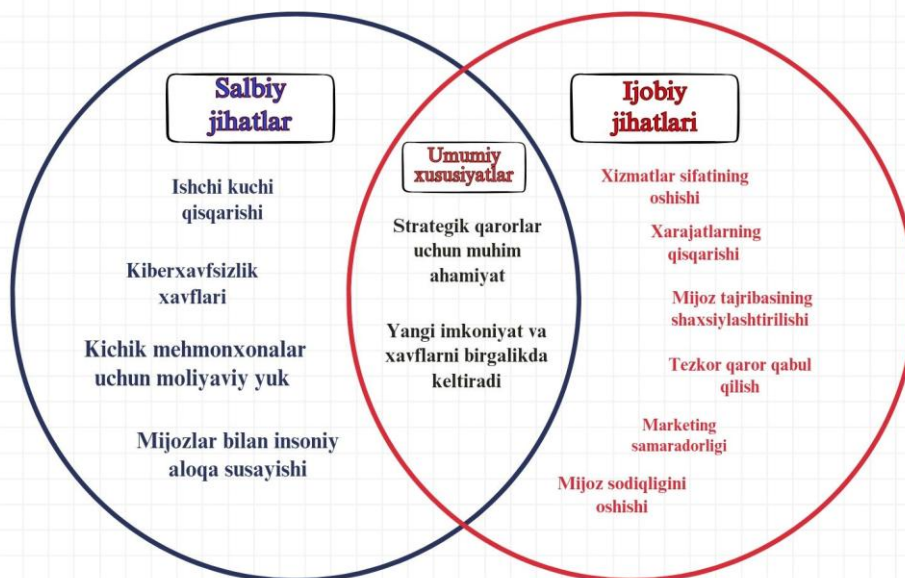 Salbiy
jihatlar
Ishchi kuchi
qisqarishi
Kiberxavfsizlik
xavflari
Kichik mehmonxonalar
uchun moliyaviy yuk
Mijozlar bilan insoniy
aloqa susayishi
Umumiy
xususiyatlar
Strategik qarorlar
uchun muhim
ahamiyat
Yangi imkoniyat va
xavflarni birgalikda
keltiradi
Ijobiy
jihatlari
Xizmatlar sifatining
oshishi
Xarajatlarning
qisqarishi
Mijoz tajribasining
shaxsiylashtirilishi
Tezkor qaror qabul
qilish
Marketing
samaradorligi
Mijoz sodiqligini
oshishi